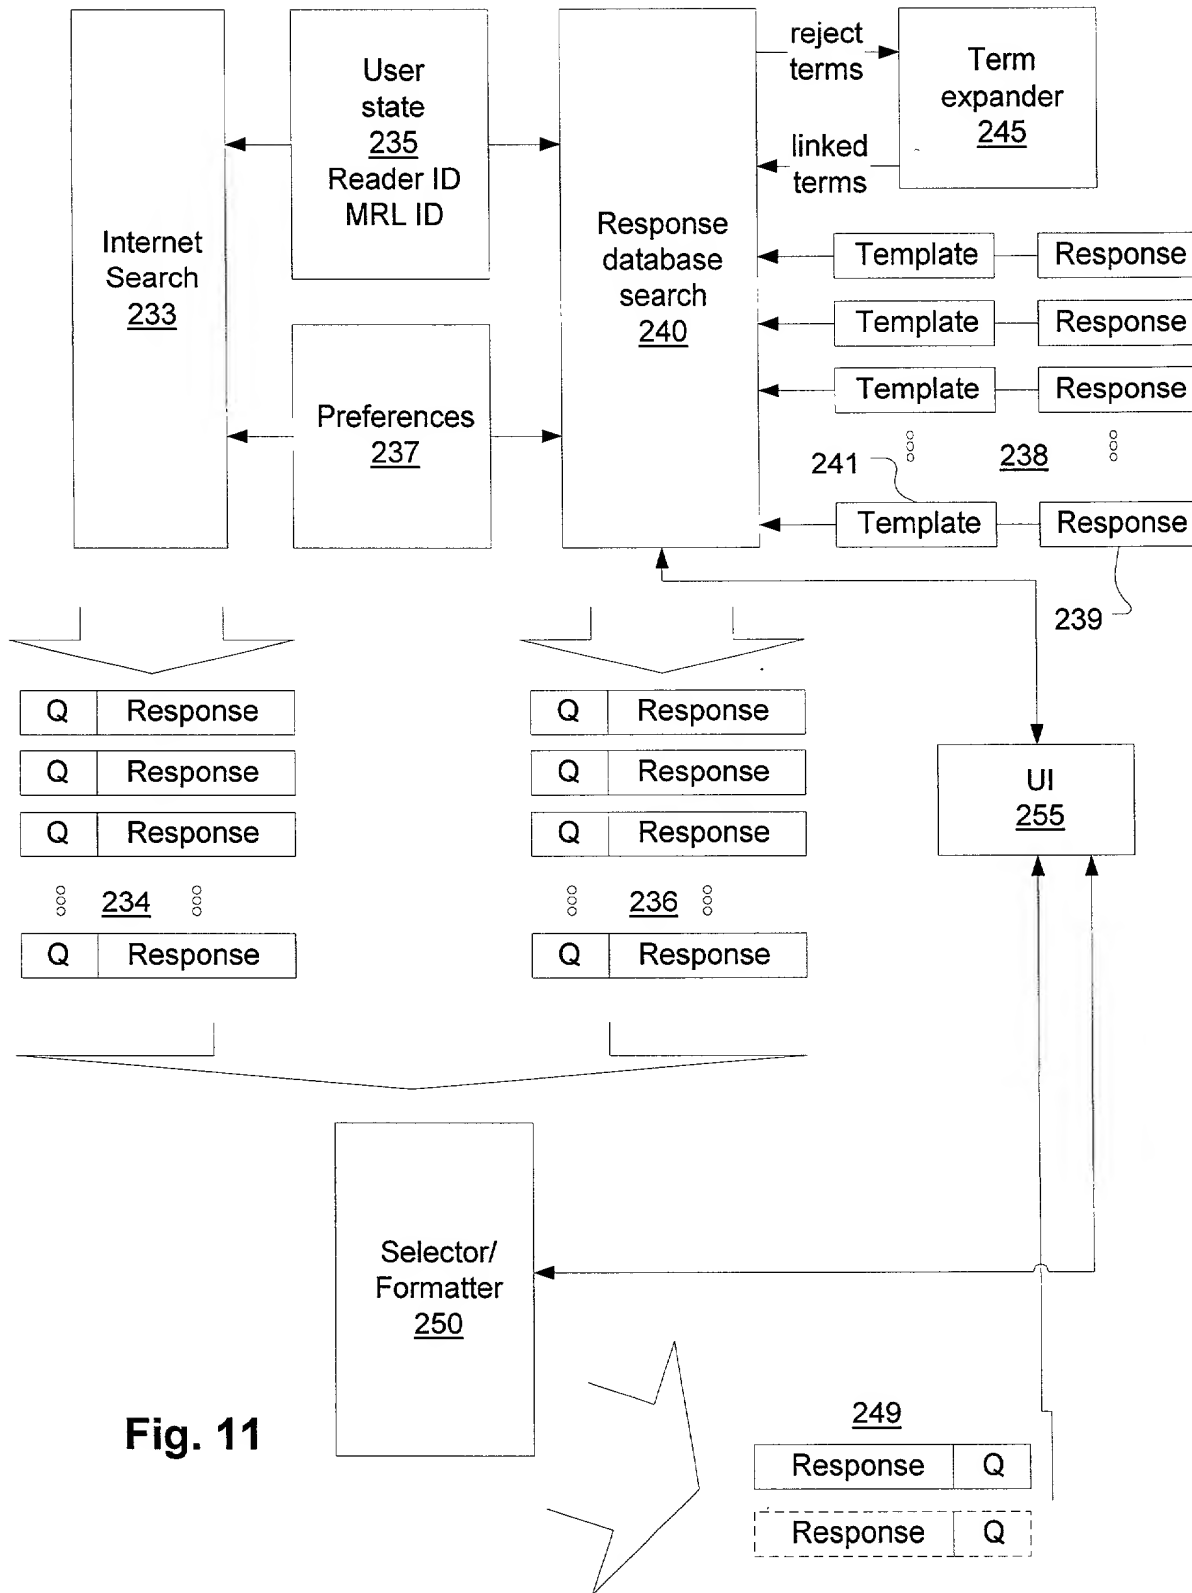 User
state
235
Reader ID
MRL ID
reject
terms
Term
expander
245
linked
terms
Internet
Search
233
Response
database
search
240
Template
Response
Template
Response
Template
Response
Preferences
237
241
238
Template
Response
239
Q Response
Q Response
Q Response
234
Q Response
Q Response
Q Response
Q Response
236
Q Response
UI
255
Selector/
Formatter
250
Fig. 11
249
Response Q
Response Q